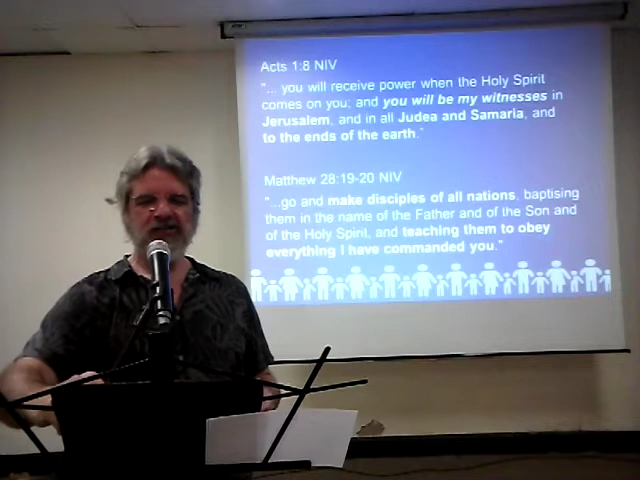 Acts 1:8 NIV
"... you will receive power when the Holy Spirit
comes on you; and you will be my witnesses in
Jerusalem, and in all Judea and Samaria, and
to the ends of the earth."
Matthew 28:19-20 NIV
"...go and make disciples of all nations, baptising
them in the name of the Father and of the Son and
of the Holy Spirit, and teaching them to obey
everything I have commanded you."